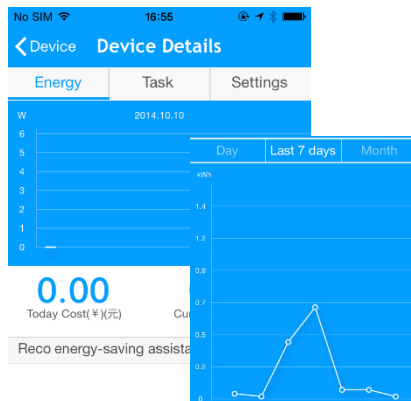 No SIM 16:55
Device Device Details
Energy Task Settings
W 2014.10.10
6
5
4
3
2
1
0
0.00
Today Cost(¥)(元)
Reco energy-saving
Day Last 7 days Month
kWh
1.4
1.2
0.9
0.7
0.5
0.2
0